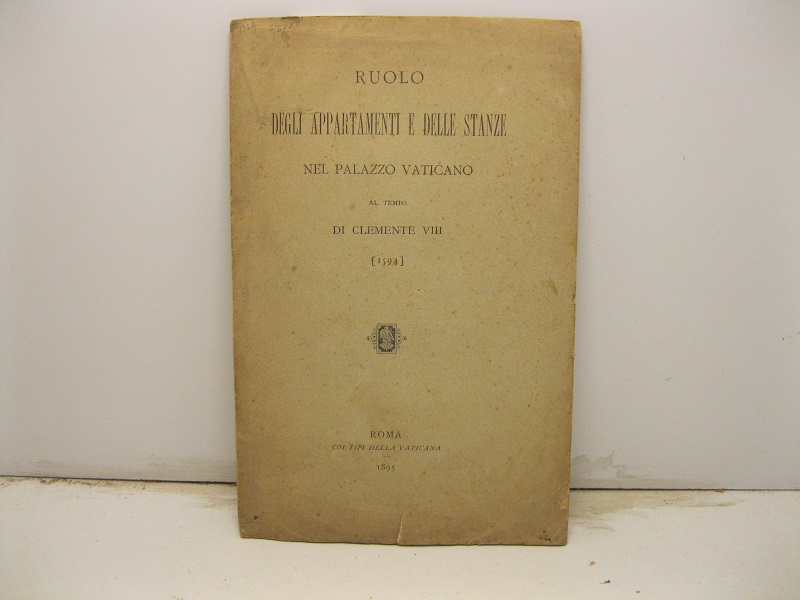 RUOLO
DEGLI APPARTAMENTI E DELLE STANZE
NEL PALAZZO VATICANO
AL TEMPO
DI CLEMENTE VIII
[1594]
ROMA
COI TIPI DELLA VATICANA
1895